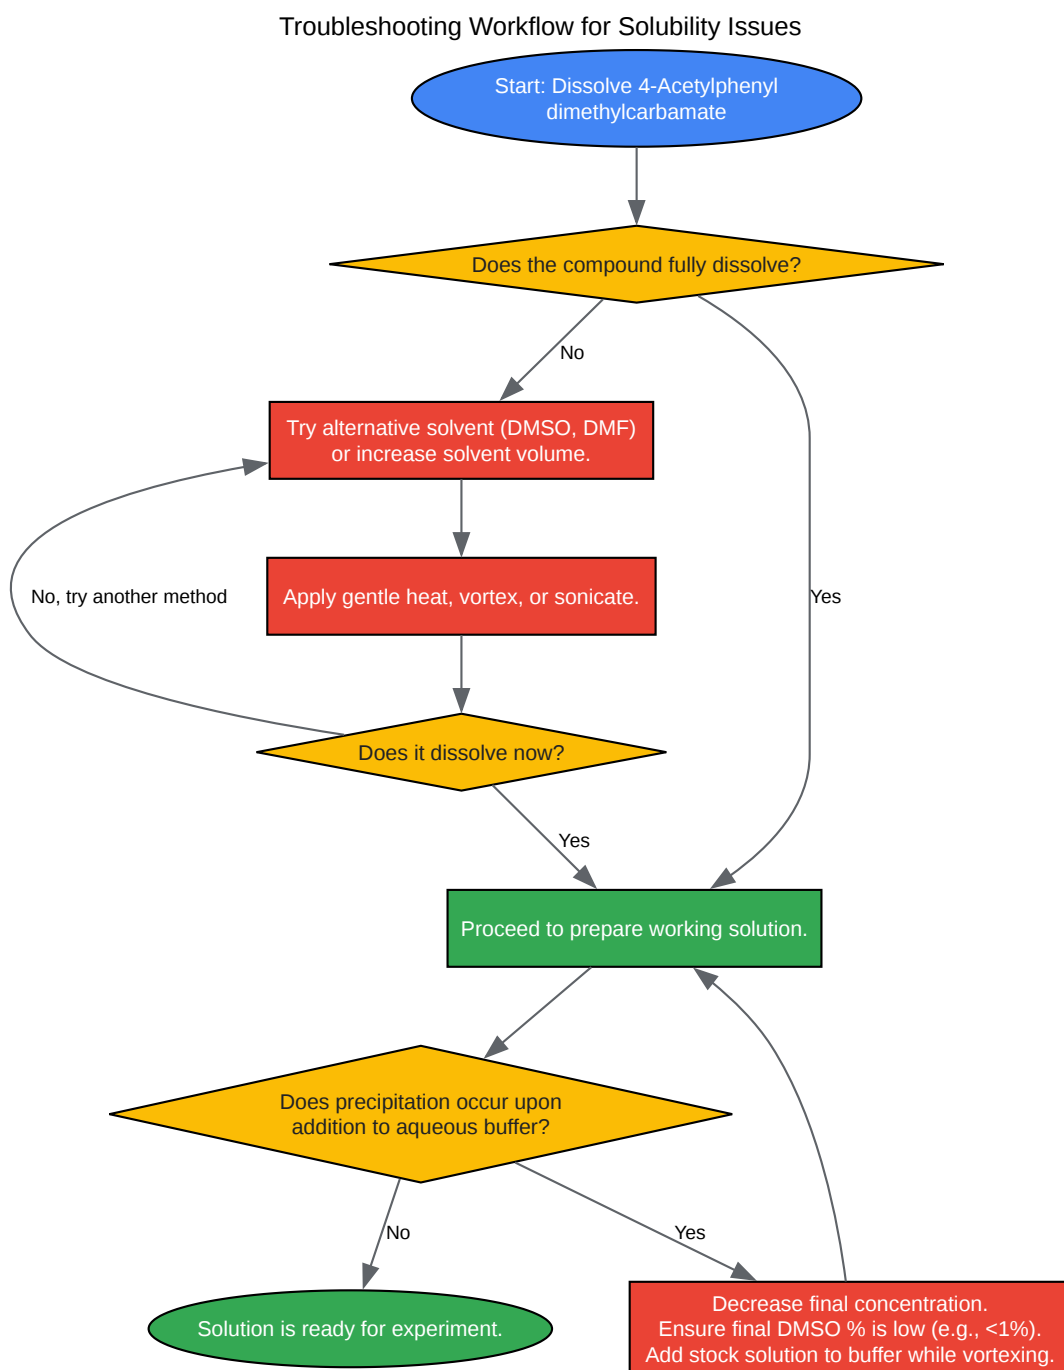 Troubleshooting Workflow for Solubility Issues
Start: Dissolve 4-Acetylphenyl
dimethylcarbamate
Does the compound fully dissolve?
No
Try alternative solvent (DMSO, DMF)
or increase solvent volume.
No, try another method
Apply gentle heat, vortex, or sonicate.
Yes
Does it dissolve now?
Yes
Proceed to prepare working solution.
Does precipitation occur upon
addition to aqueous buffer?
No
Yes
Solution is ready for experiment.
Decrease final concentration.
Ensure final DMSO % is low (e.g., <1%).
Add stock solution to buffer while vortexing.